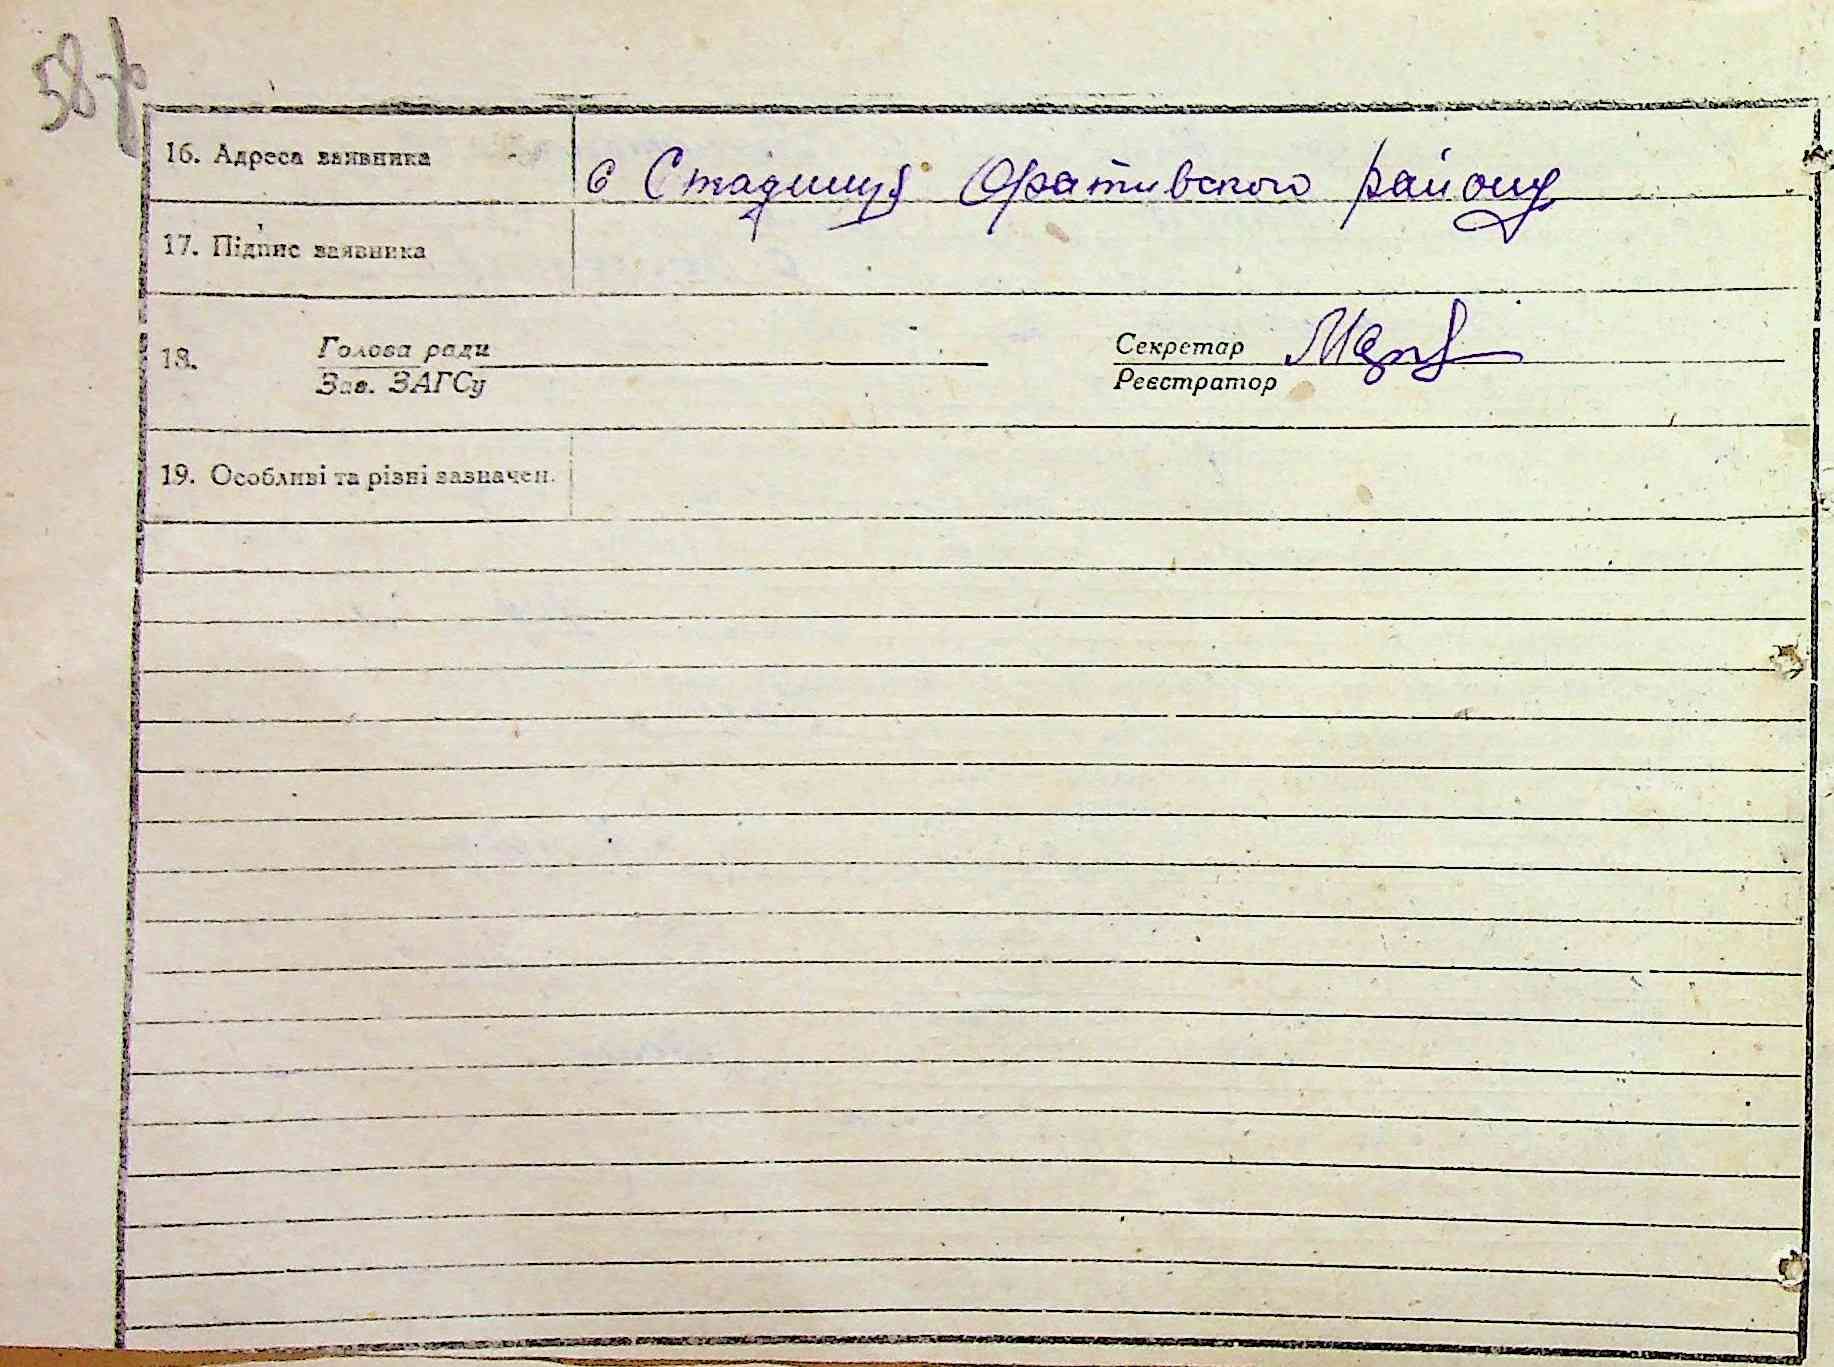 58
16. Адреса заявника с Стадниця Оратівського району
17. Підпис заявника
18. Голова ради Секретар
Зав. ЗАГСу Реєстратор
19. Особливі та різні зазначен.